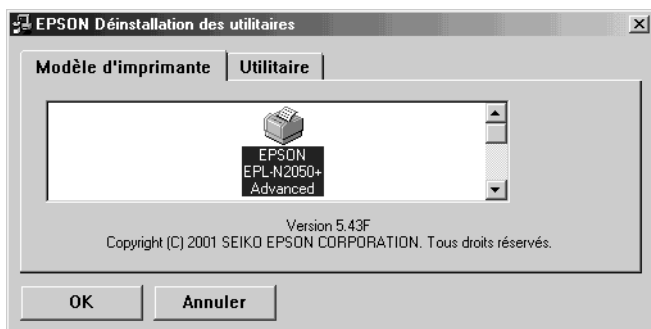 EPSON Déinstallation des utilitaires
Modèle d'imprimante
Utilitaire
EPSON
EPL-N2050+
Advanced
Version 5.43F
Copyright (C) 2001 SEIKO EPSON CORPORATION. Tous droits réservés.
OK
Annuler